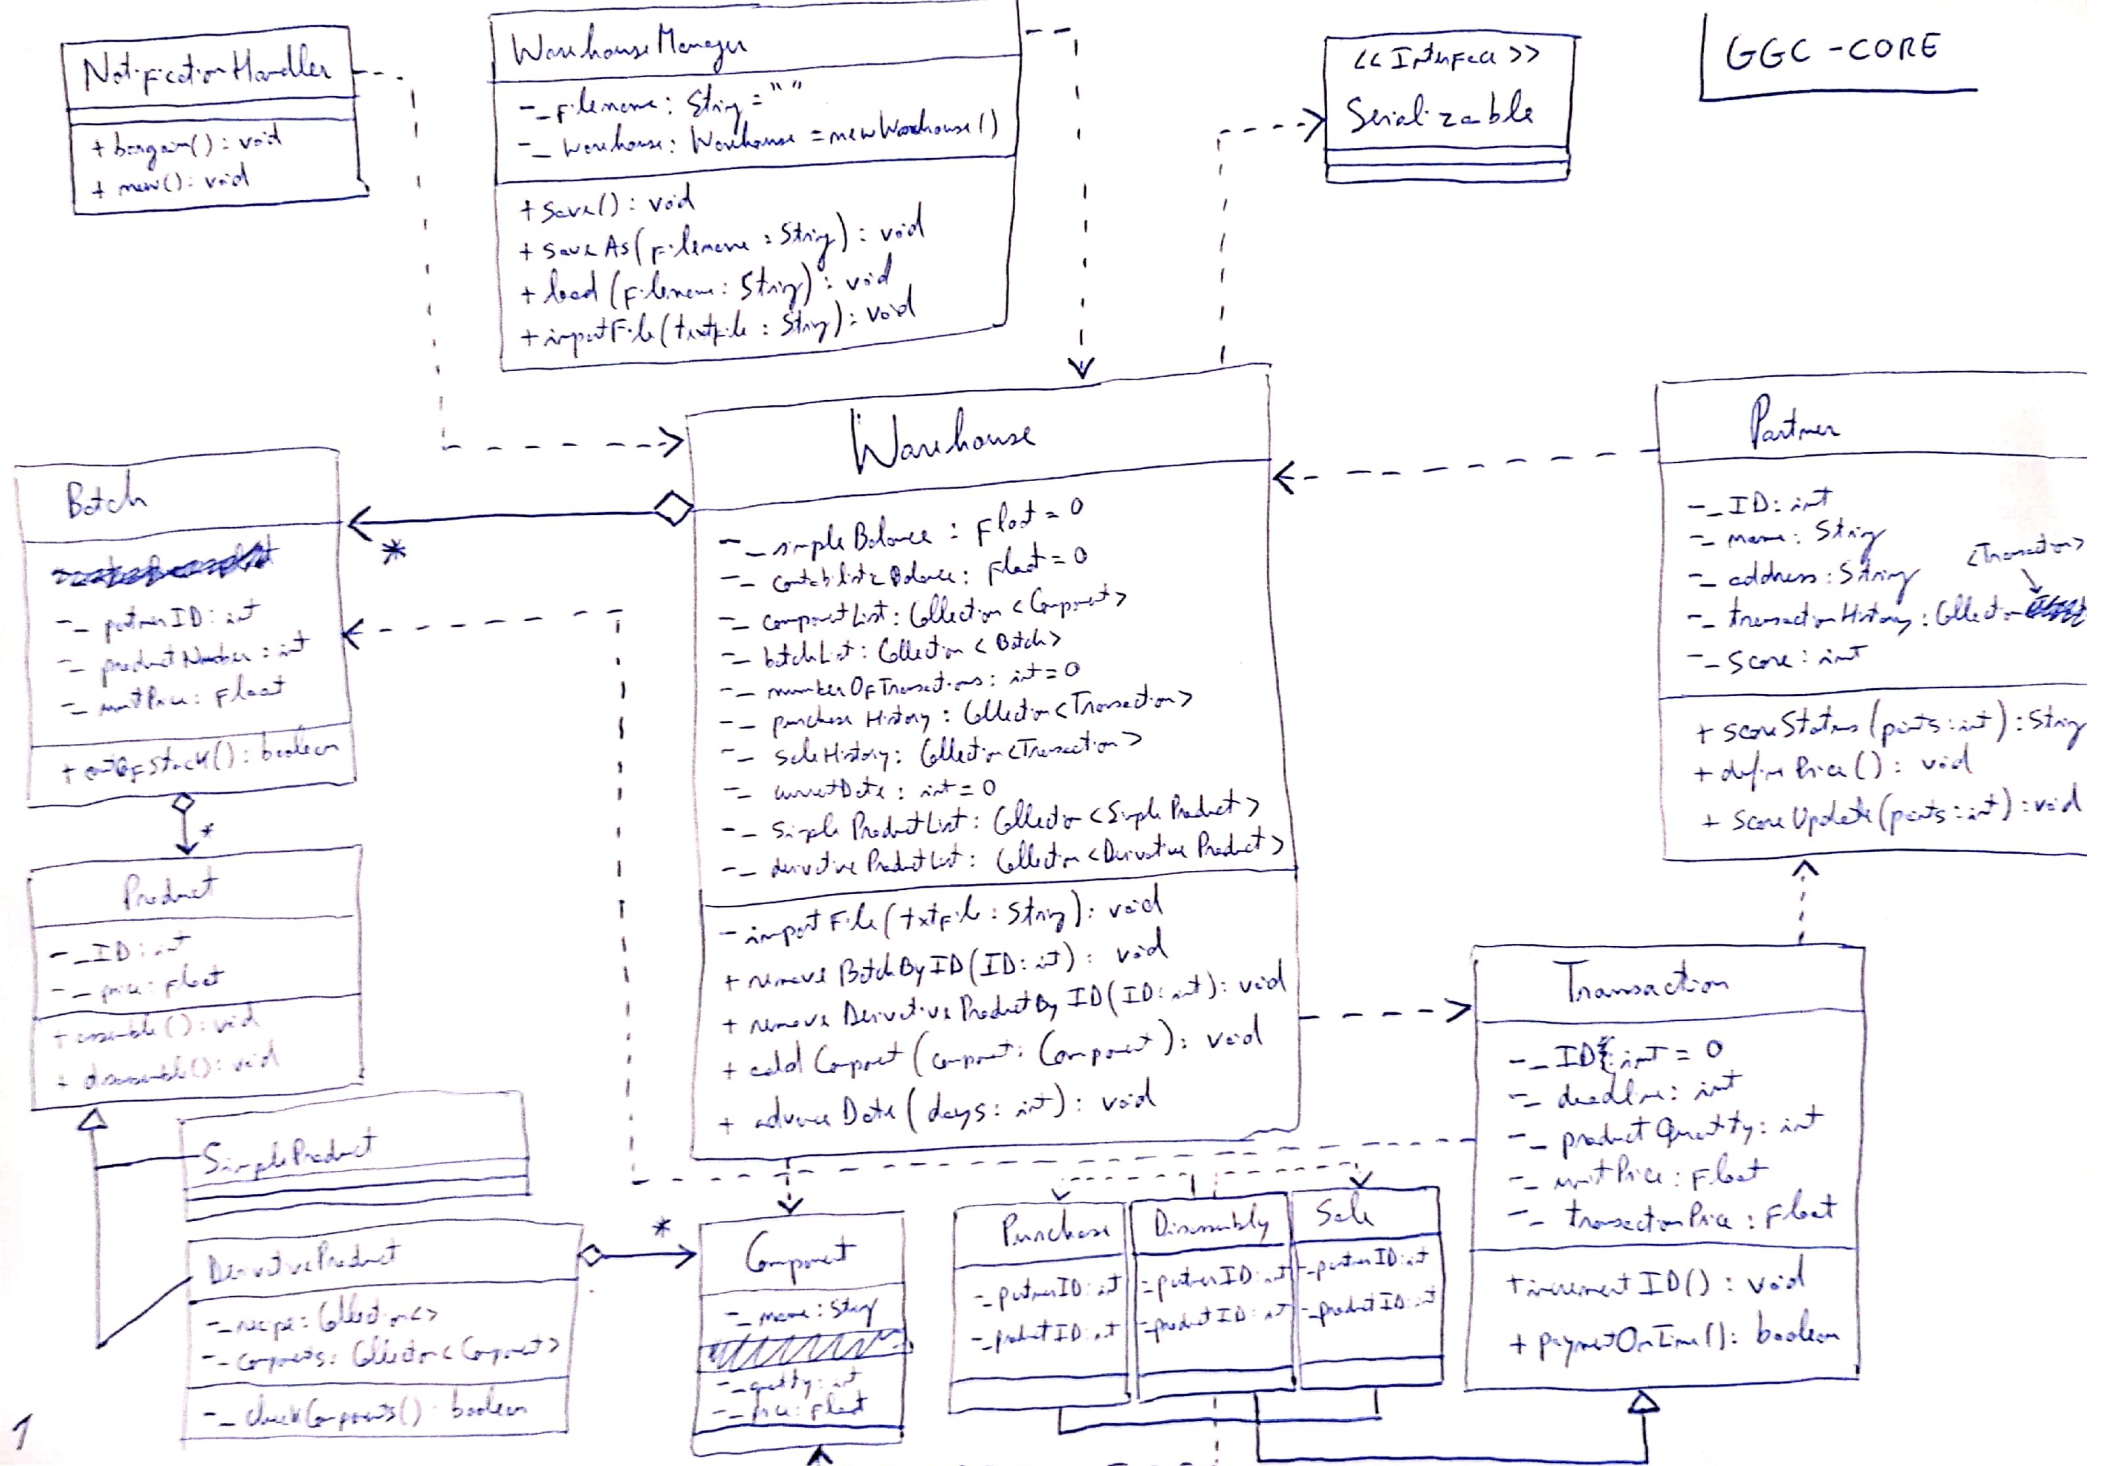 NotificationHandler
+ bargain(): void
+ new(): void
WarehouseManager
-_filename: String = ""
-_warehouse: Warehouse = new Warehouse()
+ save(): void
+ saveAs(filename: String): void
+ load(filename: String): void
+ importFile(txtFile: String): void
<<Interface>>
Serializable
GGC-CORE
Batch
-_partnerID: int
-_productNumber: int
-_unitPrice: float
+ outOfStock(): boolean
*
Product
-_ID: int
-_price: float
+ assemble(): void
+ disassemble(): void
*
SimpleProduct
DerivativeProduct
-_recipe: Collection<>
-_components: Collection<Component>
-_checkComponents(): boolean
*
Warehouse
-_simpleBalance: float = 0
-_contabilistcBalance: float = 0
-_componentList: Collection<Component>
-_batchList: Collection<Batch>
-_numberOfTransactions: int = 0
-_purchaseHistory: Collection<Transaction>
-_saleHistory: Collection<Transaction>
-_currentDate: int = 0
-_simpleProductList: Collection<SimpleProduct>
-_derivativeProductList: Collection<DerivativeProduct>
- importFile(txtFile: String): void
+ removeBatchByID(ID: int): void
+ removeDerivativeProductByID(ID: int): void
+ addComponent(component: Component): void
+ advanceDate(days: int): void
Partner
-_ID: int
-_name: String
-_address: String
<Transaction>
-_transactionHistory: Collection
-_score: int
+ scoreStatus(points: int): String
+ definePrice(): void
+ scoreUpdate(points: int): void
Transaction
-_ID: int = 0
-_deadline: int
-_productQuantity: int
-_unitPrice: float
-_transactionPrice: float
+ incrementID(): void
+ paymentOnTime(): boolean
Component
-_name: String
-_quantity: int
-_price: float
Purchase
-_partnerID: int
-_productID: int
Disassembly
-_partnerID: int
-_productID: int
Sale
-_partnerID: int
-_productID: int
1